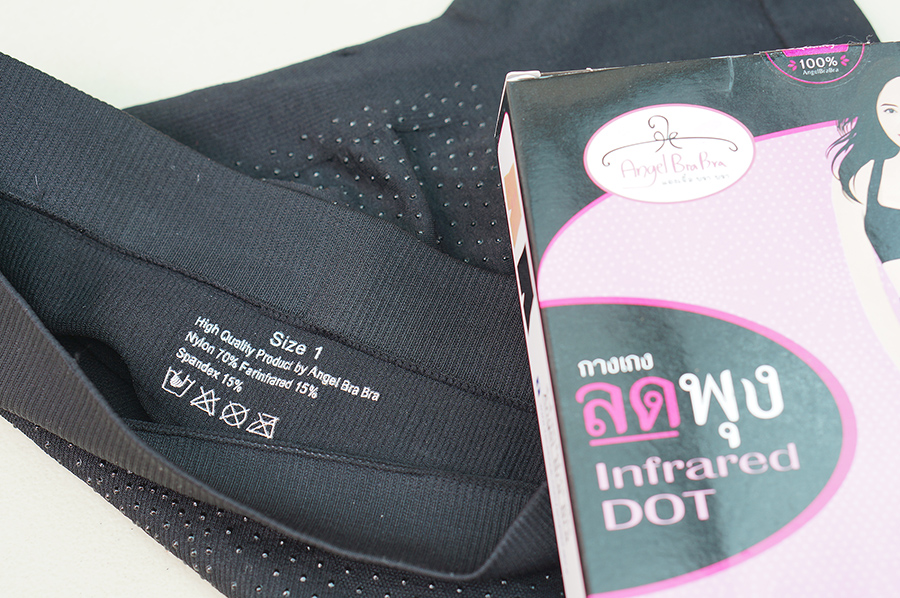 Size 1
High Quality Product by Angel Bra Bra
Nylon 70% Farinfrared 15%
Spandex 15%
100%
AngelBraBra
Angel Bra Bra
กางเกง
ลดพุง
Infrared
DOT